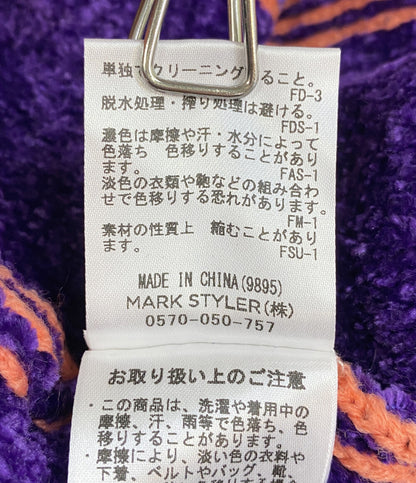 単独でクリーニングすること。
FD-3
脱水処理・搾り処理は避ける。
FDS-1
濃色は摩擦や汗・水分によって
色落ち 色移りすることがあり
ます。
FAS-1
淡色の衣類や鞄などの組み合わ
せで色移りする恐れがあります。
FM-1
素材の性質上 縮むことがあり
ます。
FSU-1
MADE IN CHINA(9895)
MARK STYLER(株)
0570-050-757
お取り扱い上のご注意
・この商品は、洗濯や着用中の
摩擦、汗、雨等で色落ち、色
移りすることがあります。
・摩擦により、淡い色の衣料や
下着、ベルトやバッグ、靴、